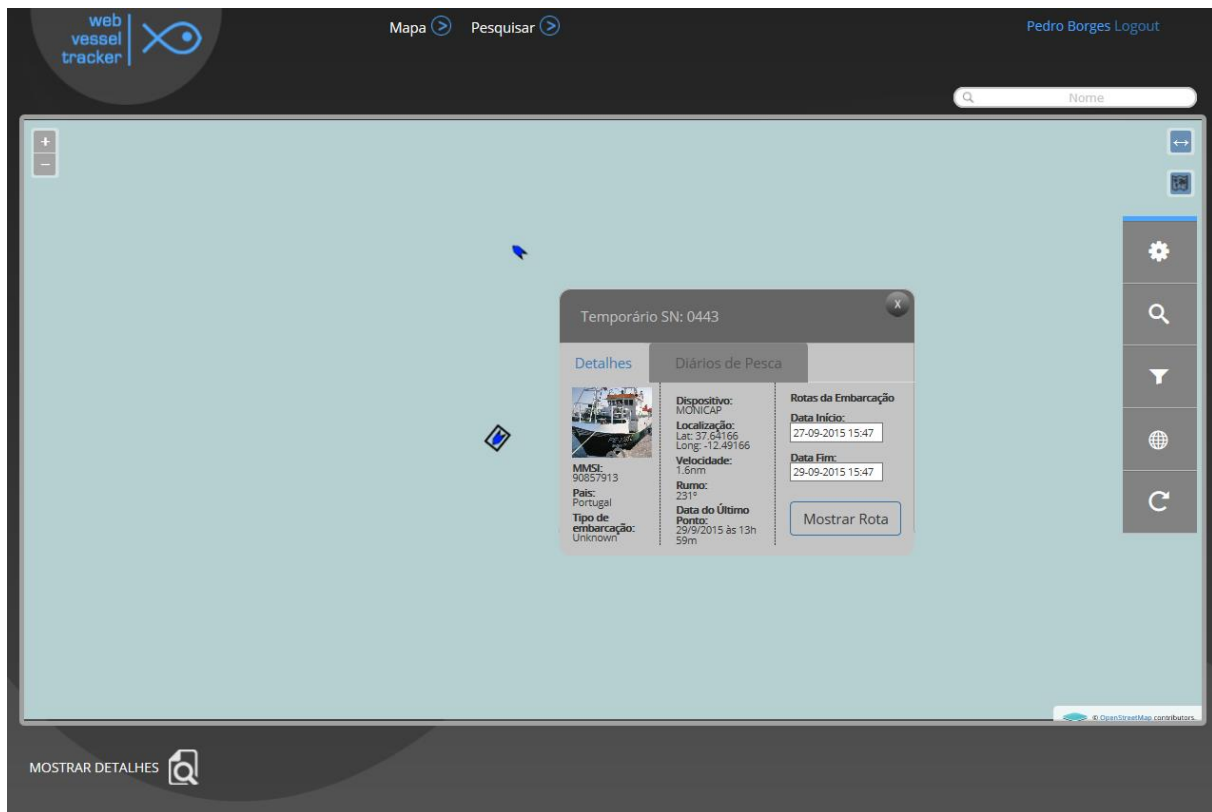 web
vessel
tracker
Mapa
Pesquisar
Pedro Borges Logout
Nome
+
−
Temporário SN: 0443
X
Detalhes
Diários de Pesca
MMSI:
90857913
Pais:
Portugal
Tipo de
embarcação:
Unknown
Dispositivo:
MONICAP
Localização:
Lat: 37.64166
Long: -12.49166
Velocidade:
1.6nm
Rumo:
231º
Data do Último
Ponto:
29/9/2015 às 13h
59m
Rotas da Embarcação
Data Início:
27-09-2015 15:47
Data Fim:
29-09-2015 15:47
Mostrar Rota
© OpenStreetMap contributors.
MOSTRAR DETALHES